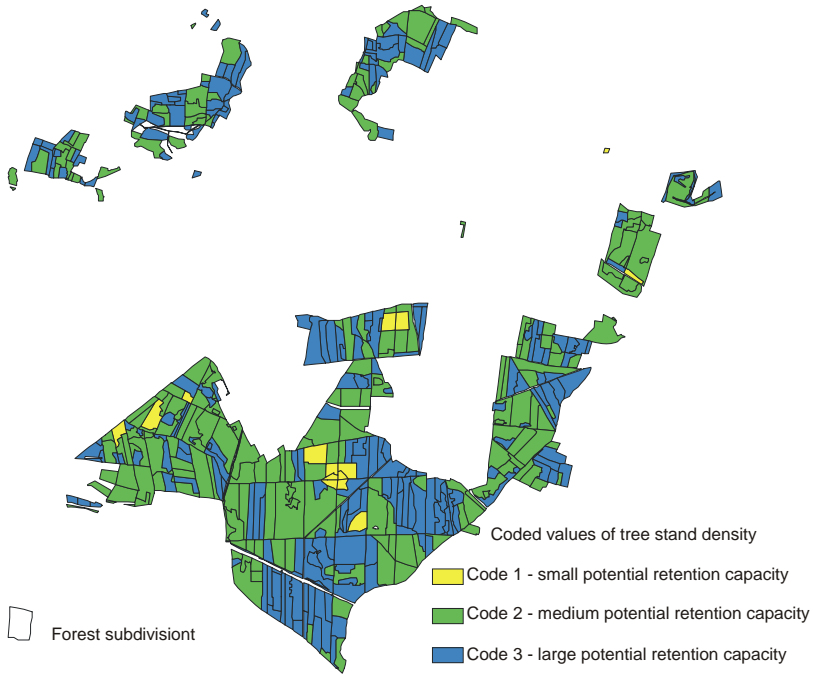 Coded values of tree stand density
Code 1 - small potential retention capacity
Code 2 - medium potential retention capacity
Code 3 - large potential retention capacity
Forest subdivisiont